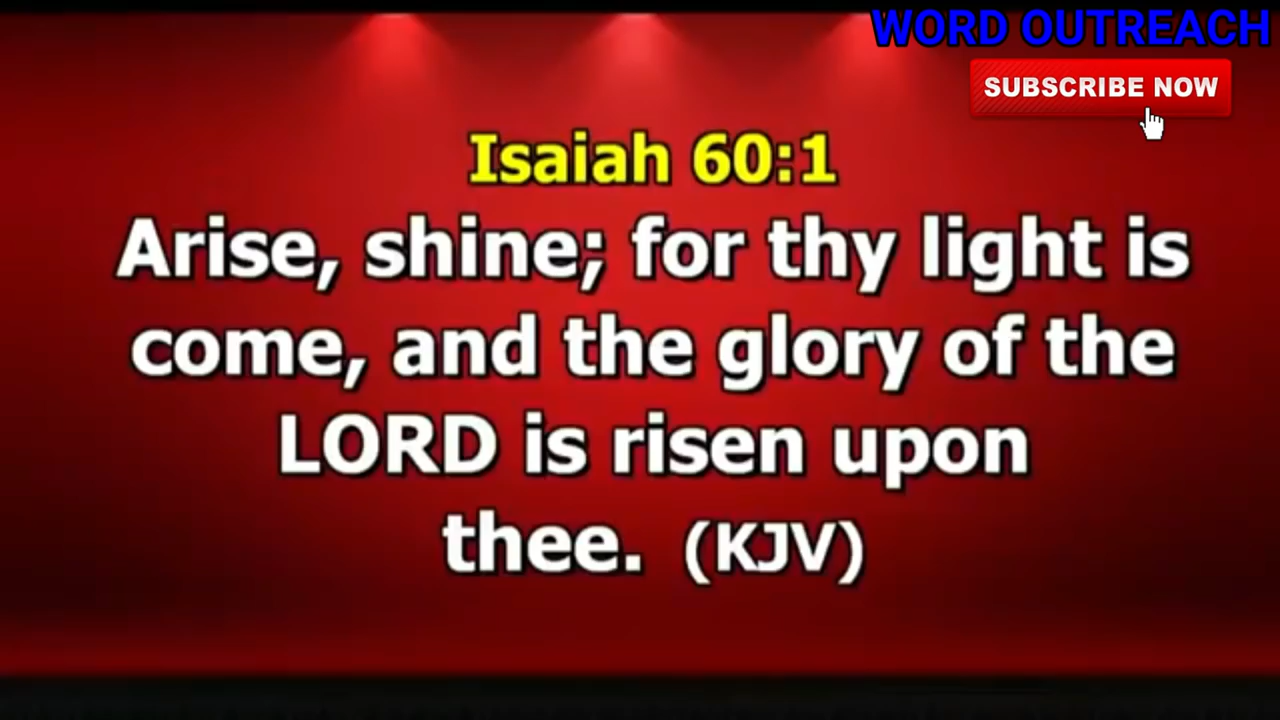 WORD OUTREACH
SUBSCRIBE NOW
Isaiah 60:1
Arise, shine; for thy light is
come, and the glory of the
LORD is risen upon
thee. (KJV)